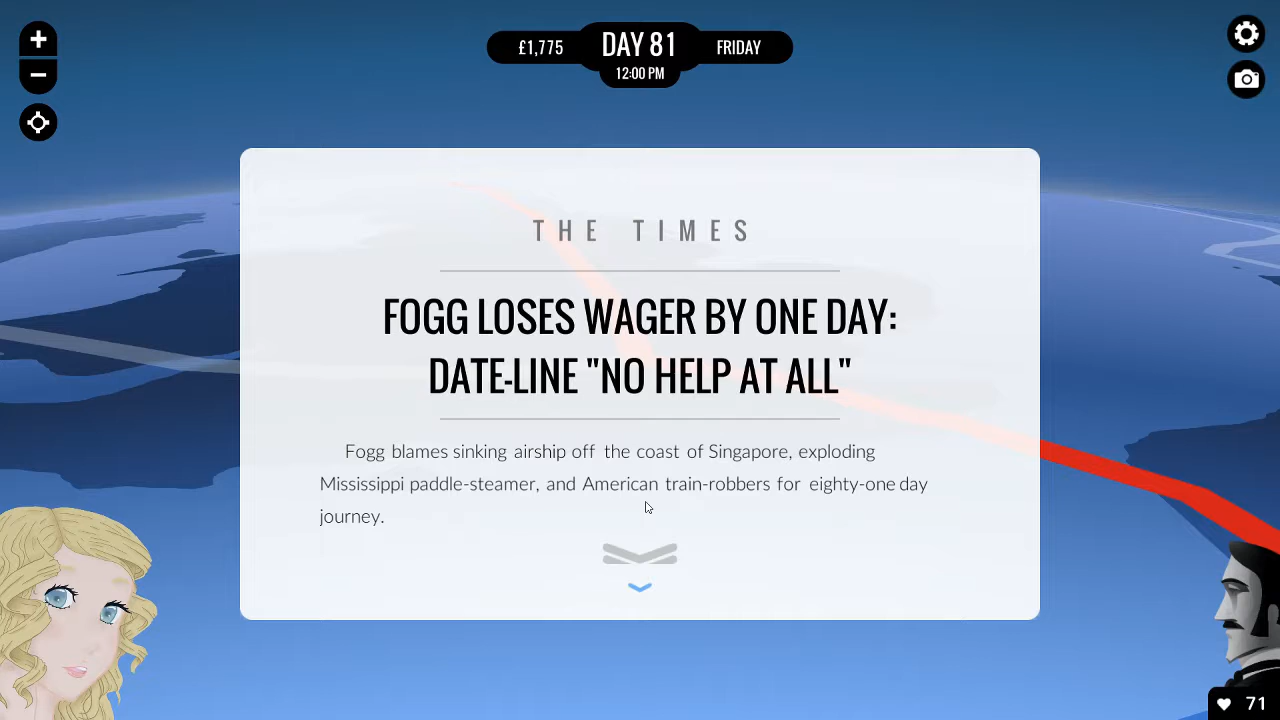 £1,775 DAY 81 FRIDAY
12:00 PM
THE TIMES
FOGG LOSES WAGER BY ONE DAY:
DATE-LINE "NO HELP AT ALL"
Fogg blames sinking airship off the coast of Singapore, exploding
Mississippi paddle-steamer, and American train-robbers for eighty-one day
journey.
71